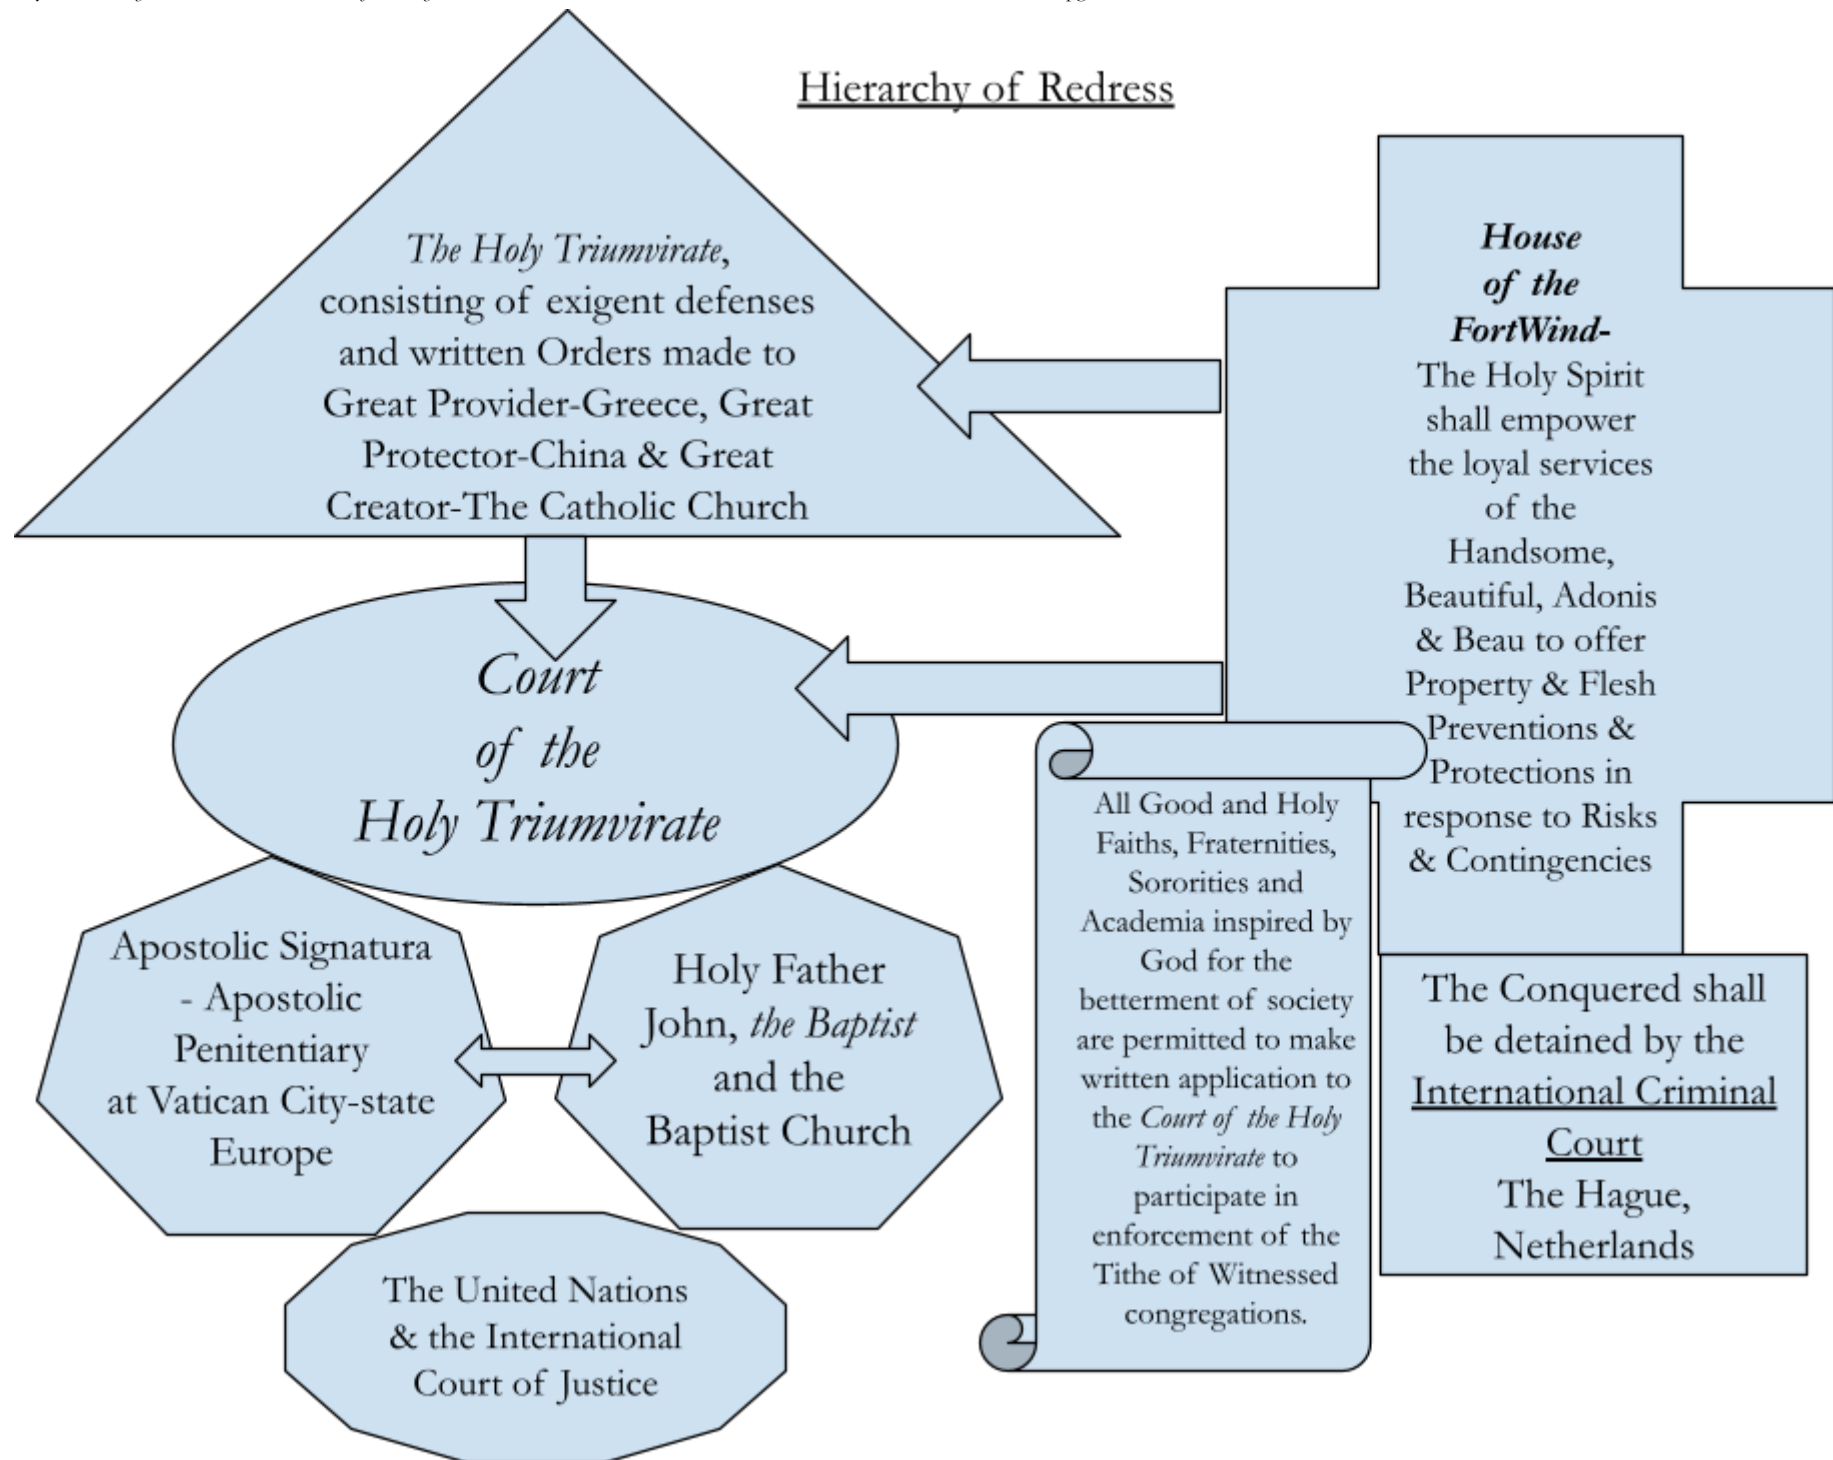 Hierarchy of Redress
The Holy Triumvirate,
consisting of exigent defenses
and written Orders made to
Great Provider-Greece, Great
Protector-China & Great
Creator-The Catholic Church
House
of the
FortWind-
The Holy Spirit
shall empower
the loyal services
of the
Handsome,
Beautiful, Adonis
& Beau to offer
Property & Flesh
Preventions &
Protections in
response to Risks
& Contingencies
Court
of the
Holy Triumvirate
All Good and Holy
Faiths, Fraternities,
Sororities and
Academia inspired by
God for the
betterment of society
are permitted to make
written application to
the Court of the Holy
Triumvirate to
participate in
enforcement of the
Tithe of Witnessed
congregations.
Apostolic Signatura
- Apostolic
Penitentiary
at Vatican City-state
Europe
Holy Father
John, the Baptist
and the
Baptist Church
The Conquered shall
be detained by the
International Criminal
Court
The Hague,
Netherlands
The United Nations
& the International
Court of Justice